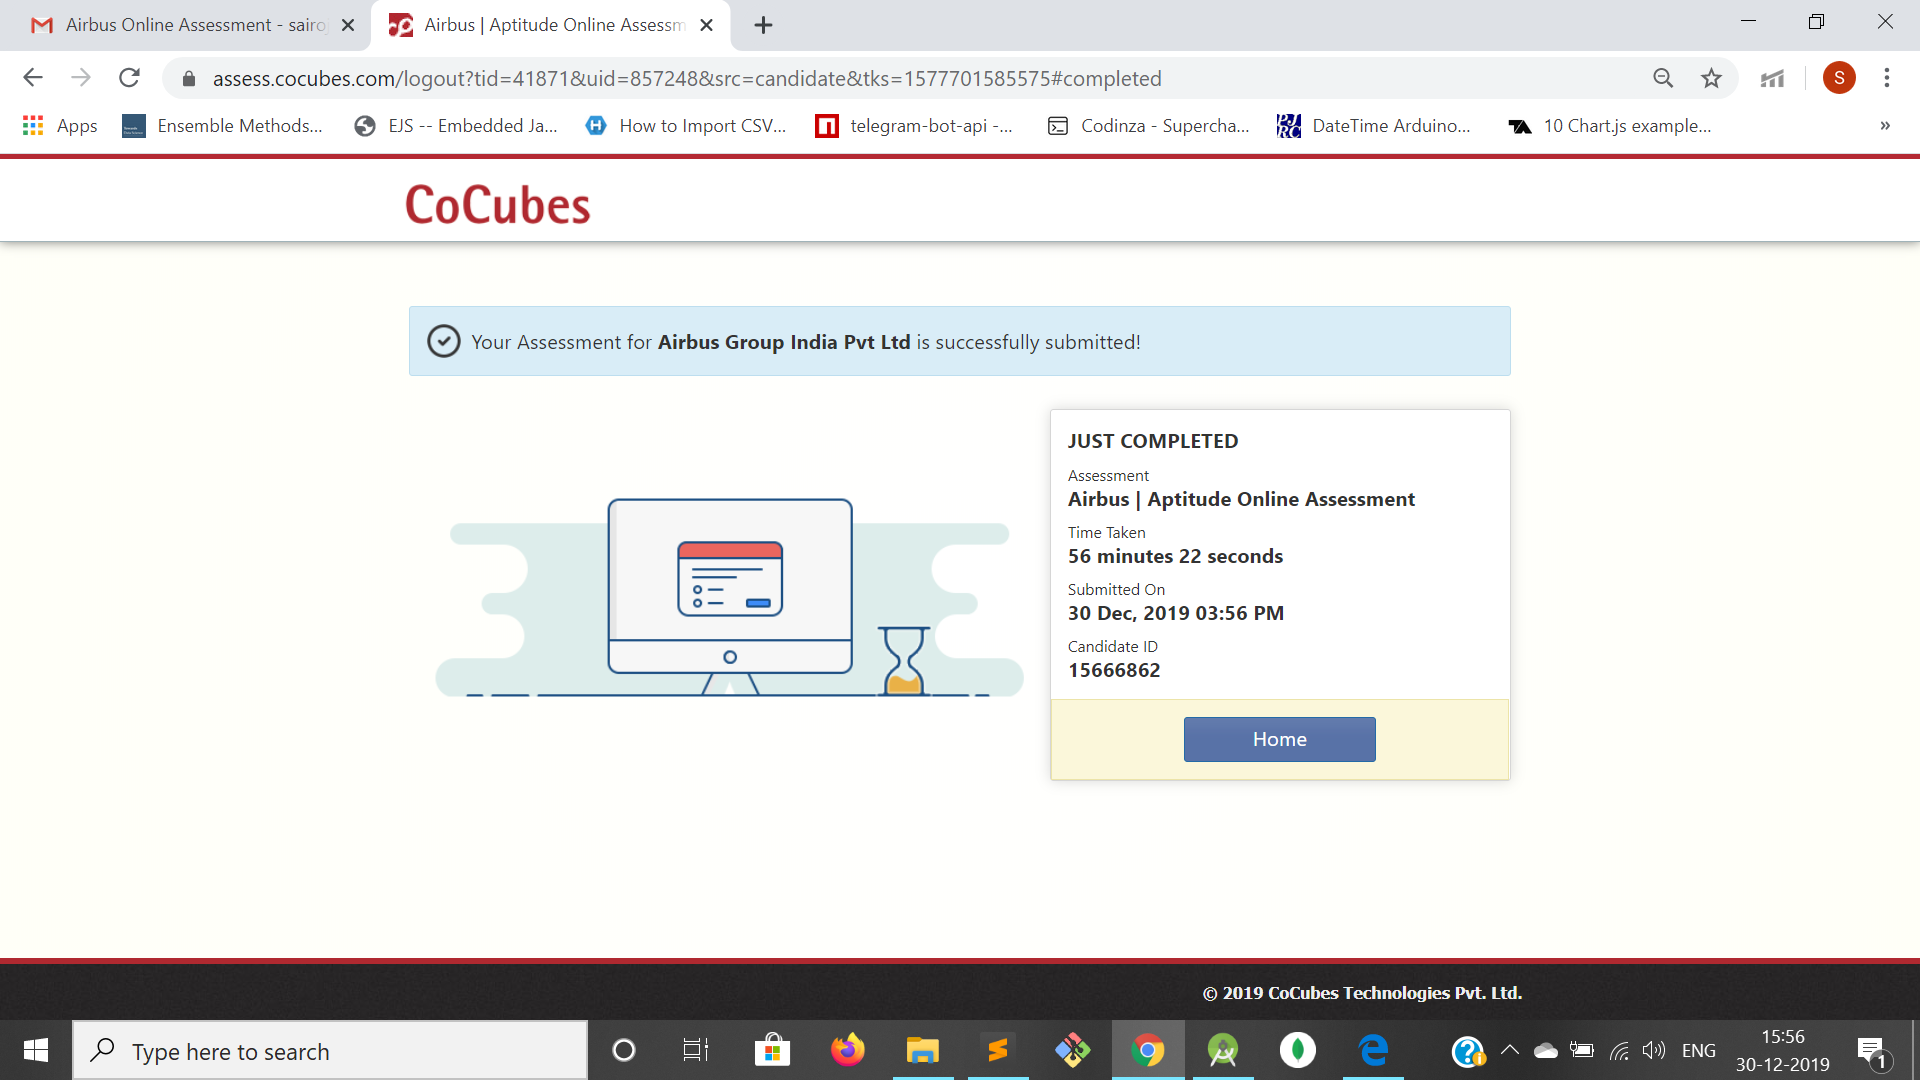 Airbus Online Assessment - sairoj
Airbus | Aptitude Online Assessm
assess.cocubes.com/logout?tid=41871&uid=857248&src=candidate&tks=1577701585575#completed
S
Apps
Ensemble Methods...
EJS -- Embedded Ja...
How to Import CSV...
telegram-bot-api -...
Codinza - Supercha...
DateTime Arduino...
10 Chart.js example...
»
CoCubes
Your Assessment for Airbus Group India Pvt Ltd is successfully submitted!
JUST COMPLETED
Assessment
Airbus | Aptitude Online Assessment
Time Taken
56 minutes 22 seconds
Submitted On
30 Dec, 2019 03:56 PM
Candidate ID
15666862
Home
© 2019 CoCubes Technologies Pvt. Ltd.
Type here to search
ENG
15:56
30-12-2019
1